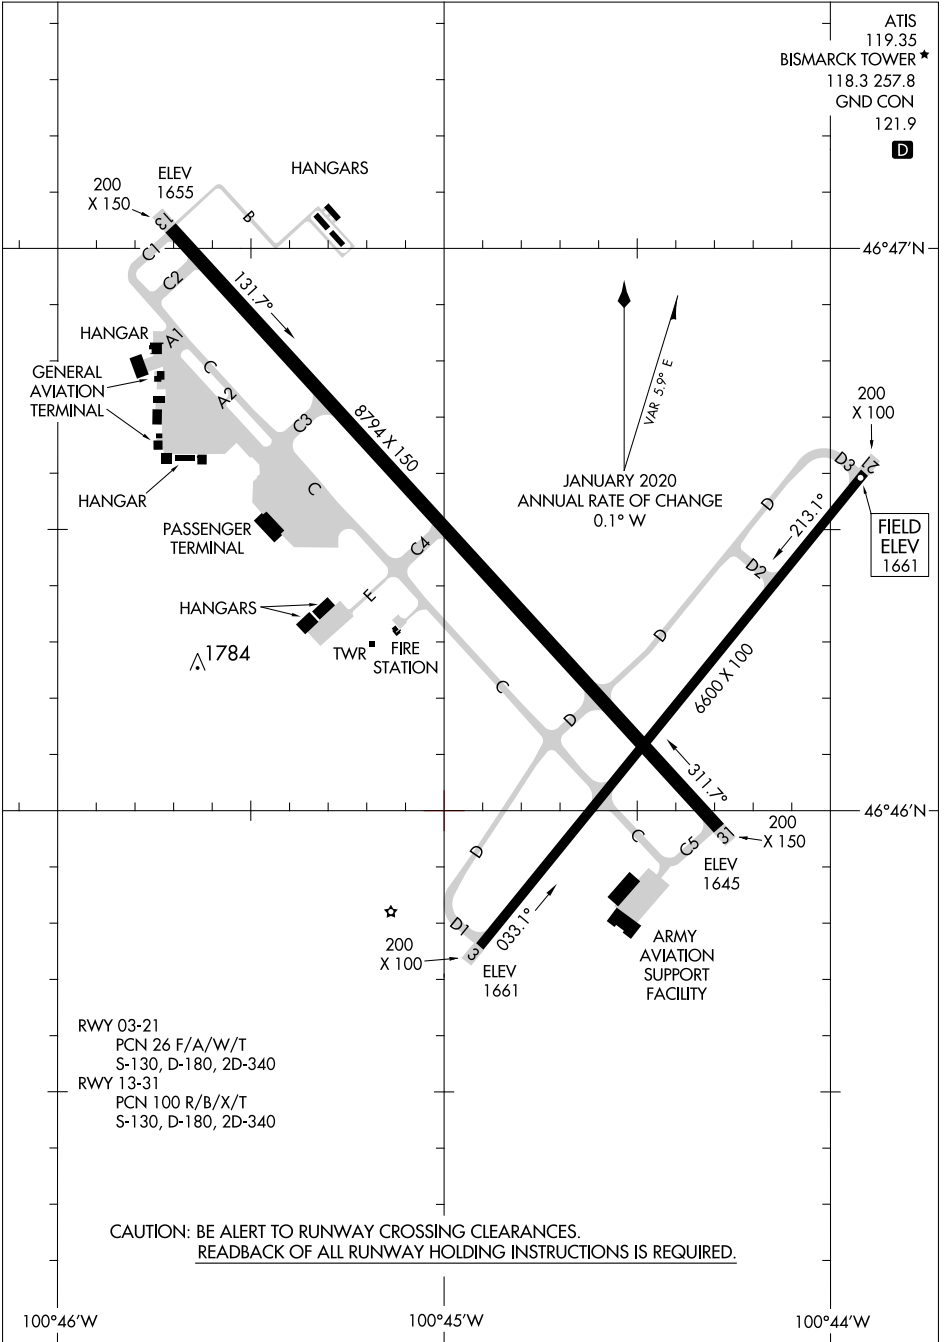 ATIS
119.35
BISMARCK TOWER
118.3 257.8
GND CON
121.9
D
HANGARS
ELEV
1655
200
X 150
13
B
C1
C2
131.7°
46°47'N
HANGAR
A1
GENERAL
AVIATION
TERMINAL
C
A2
C3
8794 X 150
VAR 5.9° E
200
X 100
JANUARY 2020
ANNUAL RATE OF CHANGE
0.1° W
D3
21
HANGAR
C
D
213.1°
FIELD
ELEV
1661
PASSENGER
TERMINAL
C4
D2
E
HANGARS
TWR
FIRE
STATION
1784
D
C
6600 X 100
D
311.7°
46°46'N
31
200
X 150
C
C5
ELEV
1645
D
D1
033.1°
200
X 100
3
ELEV
1661
ARMY
AVIATION
SUPPORT
FACILITY
RWY 03-21
PCN 26 F/A/W/T
S-130, D-180, 2D-340
RWY 13-31
PCN 100 R/B/X/T
S-130, D-180, 2D-340
CAUTION: BE ALERT TO RUNWAY CROSSING CLEARANCES.
READBACK OF ALL RUNWAY HOLDING INSTRUCTIONS IS REQUIRED.
100°46'W
100°45'W
100°44'W